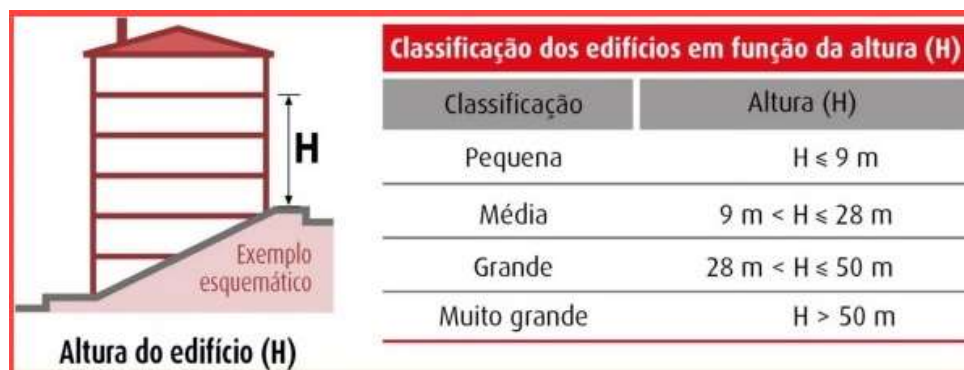 Classificação dos edifícios em função da altura (H)
Classificação Altura (H)
Pequena H ⩽ 9 m
Média 9 m < H ⩽ 28 m
Grande 28 m < H ⩽ 50 m
Muito grande H > 50 m
H
Exemplo
esquemático
Altura do edifício (H)